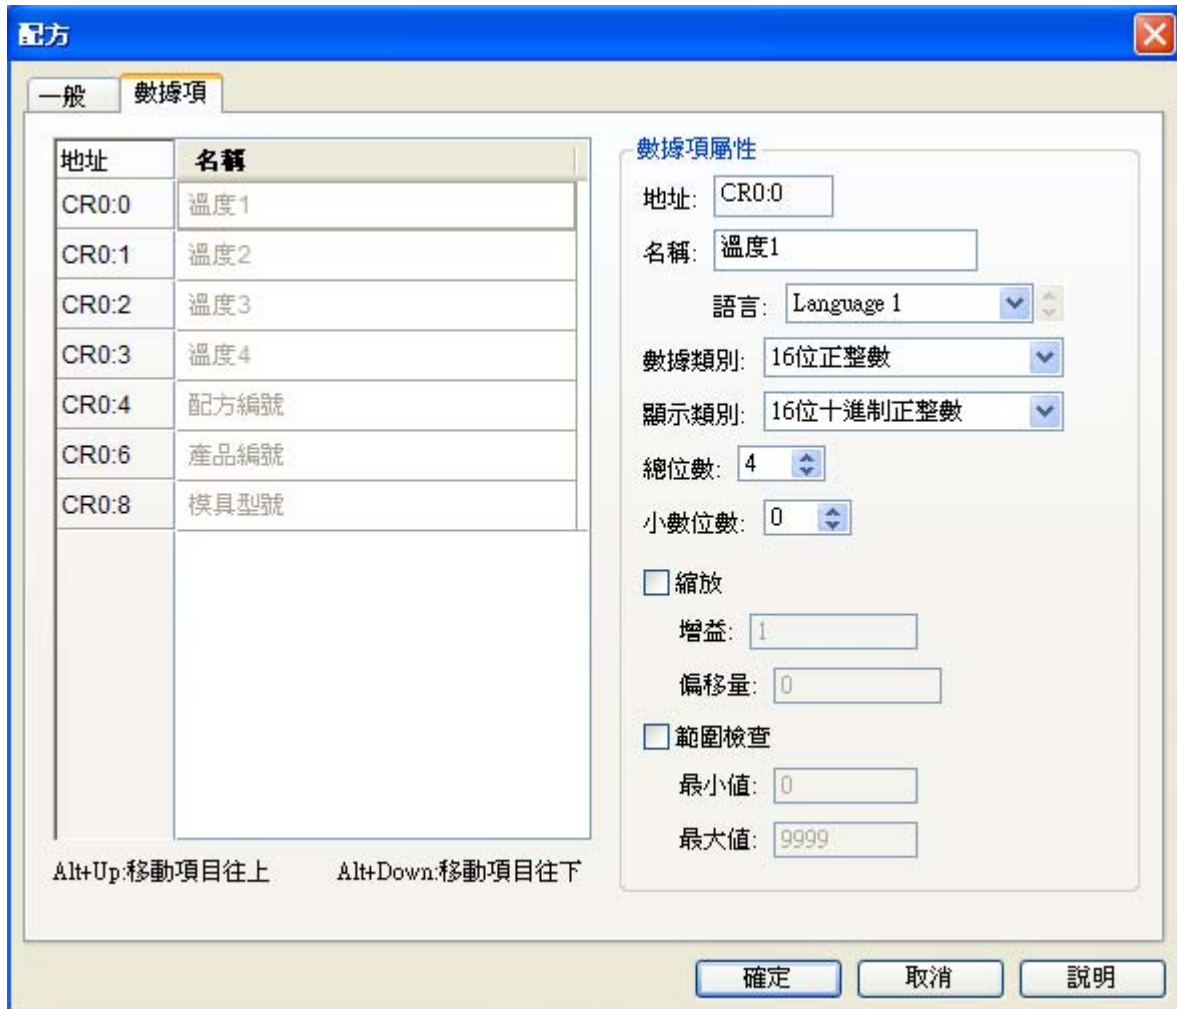 配方
一般 數據項
地址 名稱
CR0:0 溫度1
CR0:1 溫度2
CR0:2 溫度3
CR0:3 溫度4
CR0:4 配方編號
CR0:6 產品編號
CR0:8 模具型號
Alt+Up:移動項目往上 Alt+Down:移動項目往下
數據項屬性
地址: CR0:0
名稱: 溫度1
語言: Language 1
數據類別: 16位正整數
顯示類別: 16位十進制正整數
總位數: 4
小數位數: 0
縮放
增益: 1
偏移量: 0
範圍檢查
最小值: 0
最大值: 9999
確定 取消 說明